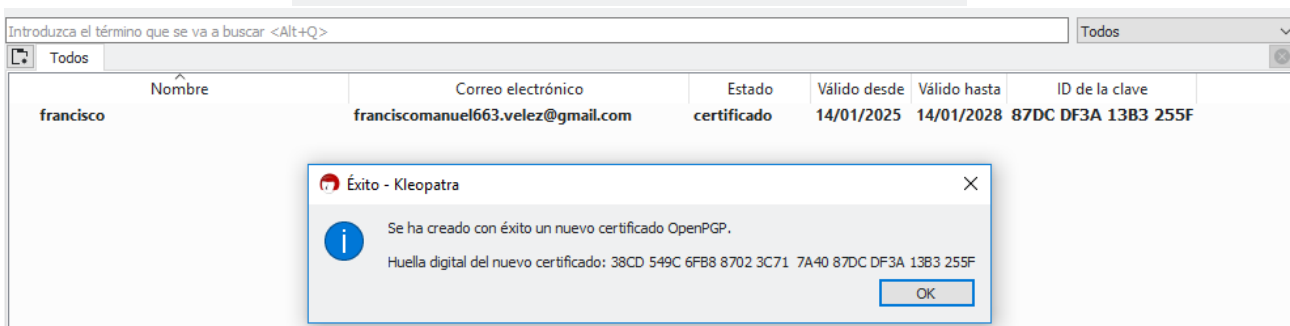 Introduzca el término que se va a buscar <Alt+Q>
Todos
Todos
Nombre Correo electrónico Estado Válido desde Válido hasta ID de la clave
francisco franciscomanuel663.velez@gmail.com certificado 14/01/2025 14/01/2028 87DC DF3A 13B3 255F
Éxito - Kleopatra
Se ha creado con éxito un nuevo certificado OpenPGP.
Huella digital del nuevo certificado: 38CD 549C 6FB8 8702 3C71 7A40 87DC DF3A 13B3 255F
OK